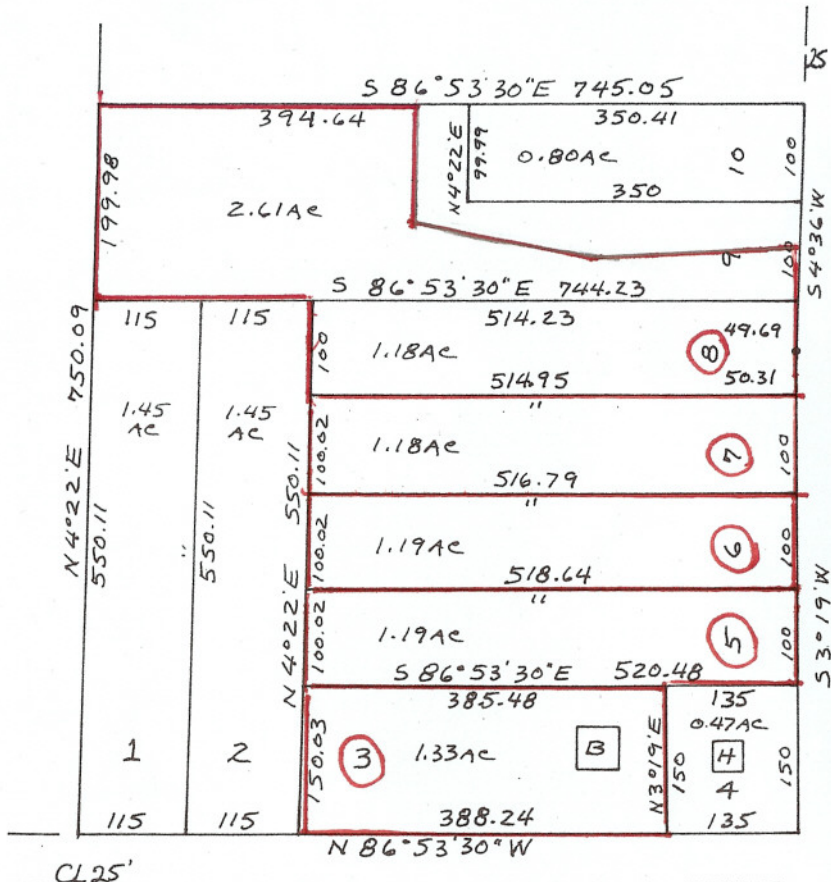 25
S 86°53'30"E 745.05
394.64
350.41
199.98
N4°22'E
99.99
0.80AC
10
100
350
2.61AC
S 4°36'W
9
100
S 86°53'30"E 744.23
N 4°22'E 750.09
115
115
514.23
49.69
100
1.18AC
8
514.95
50.31
1.45
AC
1.45
AC
"
100.02
1.18AC
7
100
516.79
"
550.11
"
550.11
N 4°22'E 550.11
100.02
1.19AC
6
100
518.64
"
100.02
1.19AC
5
100
S 3°19'W
S 86°53'30"E 520.48
385.48
135
0.47AC
1
2
150.03
3
1.33AC
B
N3°19'E
150
H
4
150
115
115
388.24
135
N 86°53'30"W
CL25'